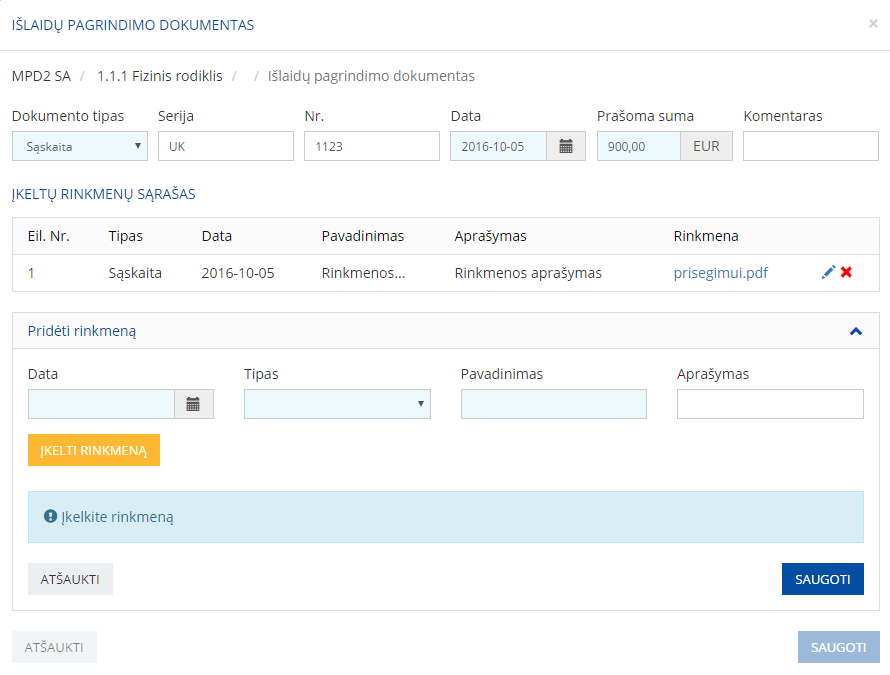 IŠLAIDŲ PAGRINDIMO DOKUMENTAS ×
MPD2 SA / 1.1.1 Fizinis rodiklis / / Išlaidų pagrindimo dokumentas
Dokumento tipas Serija Nr. Data Prašoma suma Komentaras
Sąskaita UK 1123 2016-10-05 900,00 EUR
ĮKELTŲ RINKMENŲ SĄRAŠAS
Eil. Nr. Tipas Data Pavadinimas Aprašymas Rinkmena
1 Sąskaita 2016-10-05 Rinkmenos... Rinkmenos aprašymas prisegimui.pdf
Pridėti rinkmeną
Data Tipas Pavadinimas Aprašymas
ĮKELTI RINKMENĄ
Įkelkite rinkmeną
ATŠAUKTI SAUGOTI
ATŠAUKTI SAUGOTI